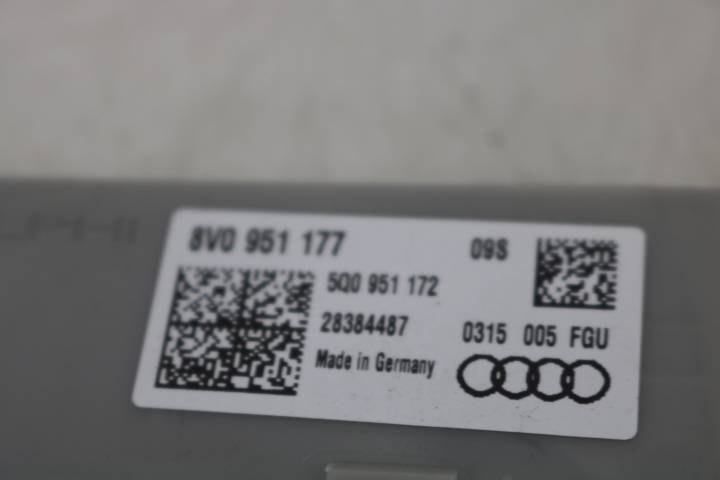 8V0 951 177
09S
5Q0 951 172
28384487
0315 005 FGU
Made in Germany